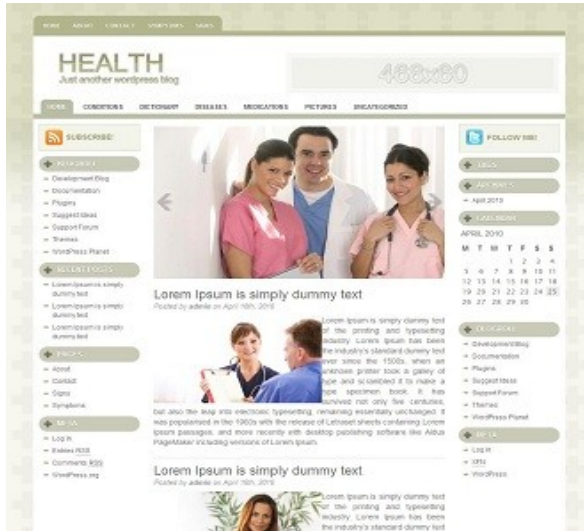 HOME ABOUT CONTACT SYMPTOMS SIGNS
HEALTH
Just another wordpress blog
468x60
HOME CONDITIONS DICTIONARY DISEASES MEDICATIONS PICTURES UNCATEGORIZED
SUBSCRIBE!
BLOGROLL
Development Blog
Documentation
Plugins
Suggest Ideas
Support Forum
Themes
WordPress Planet
RECENT POSTS
Lorem Ipsum is simply
dummy text
Lorem Ipsum is simply
dummy text
Lorem Ipsum is simply
dummy text
PAGES
About
Contact
Signs
Symptoms
META
Log in
Entries RSS
Comments RSS
WordPress.org
Lorem Ipsum is simply dummy text
Posted by admin on April 16th, 2010
Lorem Ipsum is simply dummy text
of the printing and typesetting
industry. Lorem Ipsum has been
the industry's standard dummy text
ever since the 1500s, when an
unknown printer took a galley of
type and scrambled it to make a
type specimen book. It has
survived not only five centuries,
but also the leap into electronic typesetting, remaining essentially unchanged. It
was popularised in the 1960s with the release of Letraset sheets containing Lorem
Ipsum passages, and more recently with desktop publishing software like Aldus
PageMaker including versions of Lorem Ipsum.
Lorem Ipsum is simply dummy text
Posted by admin on April 16th, 2010
Lorem Ipsum is simply dummy text
of the printing and typesetting
industry. Lorem Ipsum has been
the industry's standard dummy text
FOLLOW ME!
TAGS
ARCHIVES
April 2010
CALENDAR
APRIL 2010
M T W T F S S
1 2 3 4
5 6 7 8 9 10 11
12 13 14 15 16 17 18
19 20 21 22 23 24 25
26 27 28 29 30
BLOGROLL
Development Blog
Documentation
Plugins
Suggest Ideas
Support Forum
Themes
WordPress Planet
META
Log in
XFN
WordPress